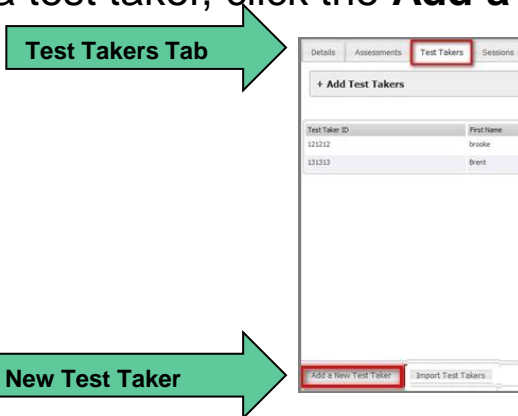 a test taker, click the Add a
Test Takers Tab
Details Assessments Test Takers Sessions
+ Add Test Takers
Test Taker ID First Name
121212 brooke
131313 Brent
New Test Taker
Add a New Test Taker Import Test Takers